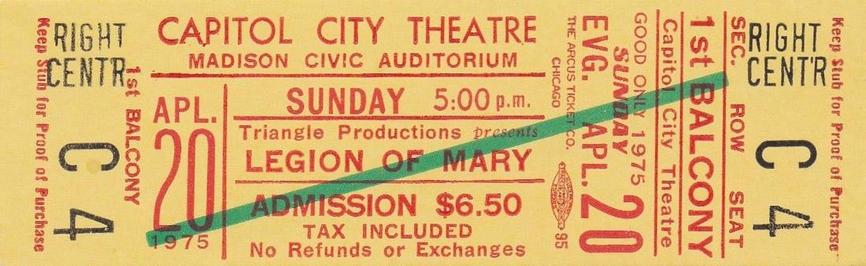 Keep Stub for Proof of Purchase
RIGHT
CENTR
C 4
1st BALCONY
CAPITOL CITY THEATRE
MADISON CIVIC AUDITORIUM
APL.
20
1975
SUNDAY 5:00 p.m.
Triangle Productions presents
LEGION OF MARY
ADMISSION $6.50
TAX INCLUDED
No Refunds or Exchanges
THE ARCUS TICKET CO.
CHICAGO
95
EVG. APL. 20
SUNDAY
GOOD ONLY 1975
Capitol City Theatre
1st BALCONY
SEC. ROW SEAT
RIGHT
CENTR
C 4
Keep Stub for Proof of Purchase